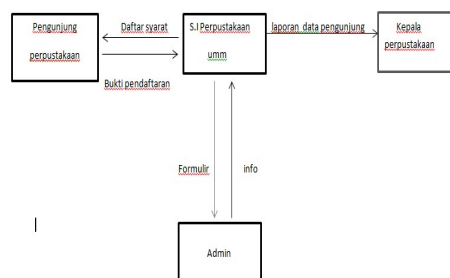 Pengunjung
perpustakaan
Daftar syarat
Bukti pendaftaran
S.I Perpustakaan
umm
laporan data pengunjung
Kepala
perpustakaan
Formulir
info
Admin